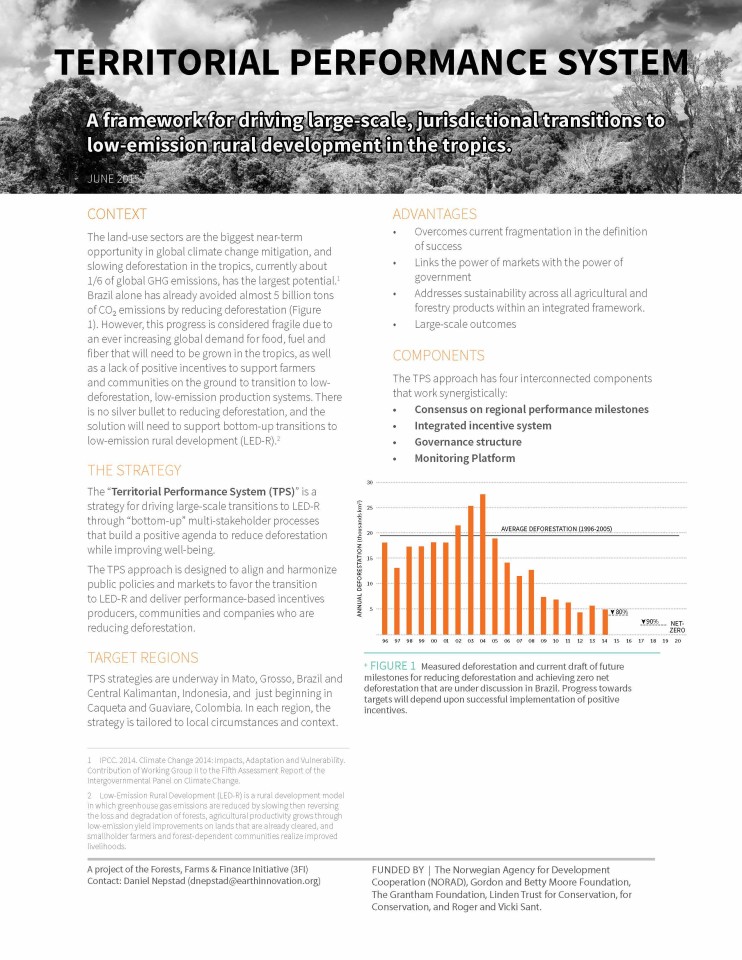 TERRITORIAL PERFORMANCE SYSTEM
A framework for driving large-scale, jurisdictional transitions to
low-emission rural development in the tropics.
JUNE 2015
CONTEXT
The land-use sectors are the biggest near-term
opportunity in global climate change mitigation, and
slowing deforestation in the tropics, currently about
1/6 of global GHG emissions, has the largest potential.¹
Brazil alone has already avoided almost 5 billion tons
of CO₂ emissions by reducing deforestation (Figure
1). However, this progress is considered fragile due to
an ever increasing global demand for food, fuel and
fiber that will need to be grown in the tropics, as well
as a lack of positive incentives to support farmers
and communities on the ground to transition to low-
deforestation, low-emission production systems. There
is no silver bullet to reducing deforestation, and the
solution will need to support bottom-up transitions to
low-emission rural development (LED-R).²
THE STRATEGY
The “Territorial Performance System (TPS)” is a
strategy for driving large-scale transitions to LED-R
through “bottom-up” multi-stakeholder processes
that build a positive agenda to reduce deforestation
while improving well-being.
The TPS approach is designed to align and harmonize
public policies and markets to favor the transition
to LED-R and deliver performance-based incentives
producers, communities and companies who are
reducing deforestation.
TARGET REGIONS
TPS strategies are underway in Mato, Grosso, Brazil and
Central Kalimantan, Indonesia, and just beginning in
Caqueta and Guaviare, Colombia. In each region, the
strategy is tailored to local circumstances and context.
1 IPCC. 2014. Climate Change 2014: Impacts, Adaptation and Vulnerability.
Contribution of Working Group II to the Fifth Assessment Report of the
Intergovernmental Panel on Climate Change.
2 Low-Emission Rural Development (LED-R) is a rural development model
in which greenhouse gas emissions are reduced by slowing then reversing
the loss and degradation of forests, agricultural productivity grows through
low-emission yield improvements on lands that are already cleared, and
smallholder farmers and forest-dependent communities realize improved
livelihoods.
ADVANTAGES
• Overcomes current fragmentation in the definition
of success
• Links the power of markets with the power of
government
• Addresses sustainability across all agricultural and
forestry products within an integrated framework.
• Large-scale outcomes
COMPONENTS
The TPS approach has four interconnected components
that work synergistically:
• Consensus on regional performance milestones
• Integrated incentive system
• Governance structure
• Monitoring Platform
ANNUAL DEFORESTATION (thousands km²)
30
25
20
15
10
5
AVERAGE DEFORESTATION (1996-2005)
▼80%
▼90%
NET-
ZERO
96 97 98 99 00 01 02 03 04 05 06 07 08 09 10 11 12 13 14 15 16 17 18 19 20
FIGURE 1 Measured deforestation and current draft of future
milestones for reducing deforestation and achieving zero net
deforestation that are under discussion in Brazil. Progress towards
targets will depend upon successful implementation of positive
incentives.
A project of the Forests, Farms & Finance Initiative (3FI)
Contact: Daniel Nepstad (dnepstad@earthinnovation.org)
FUNDED BY | The Norwegian Agency for Development
Cooperation (NORAD), Gordon and Betty Moore Foundation,
The Grantham Foundation, Linden Trust for Conservation, for
Conservation, and Roger and Vicki Sant.